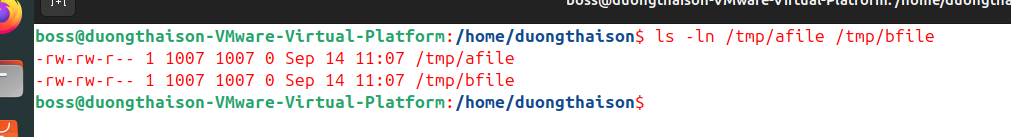 boss@duongthaison-VMware-Virtual-Platform:/home/duongthaison$ ls -ln /tmp/afile /tmp/bfile
-rw-rw-r-- 1 1007 1007 0 Sep 14 11:07 /tmp/afile
-rw-rw-r-- 1 1007 1007 0 Sep 14 11:07 /tmp/bfile
boss@duongthaison-VMware-Virtual-Platform:/home/duongthaison$